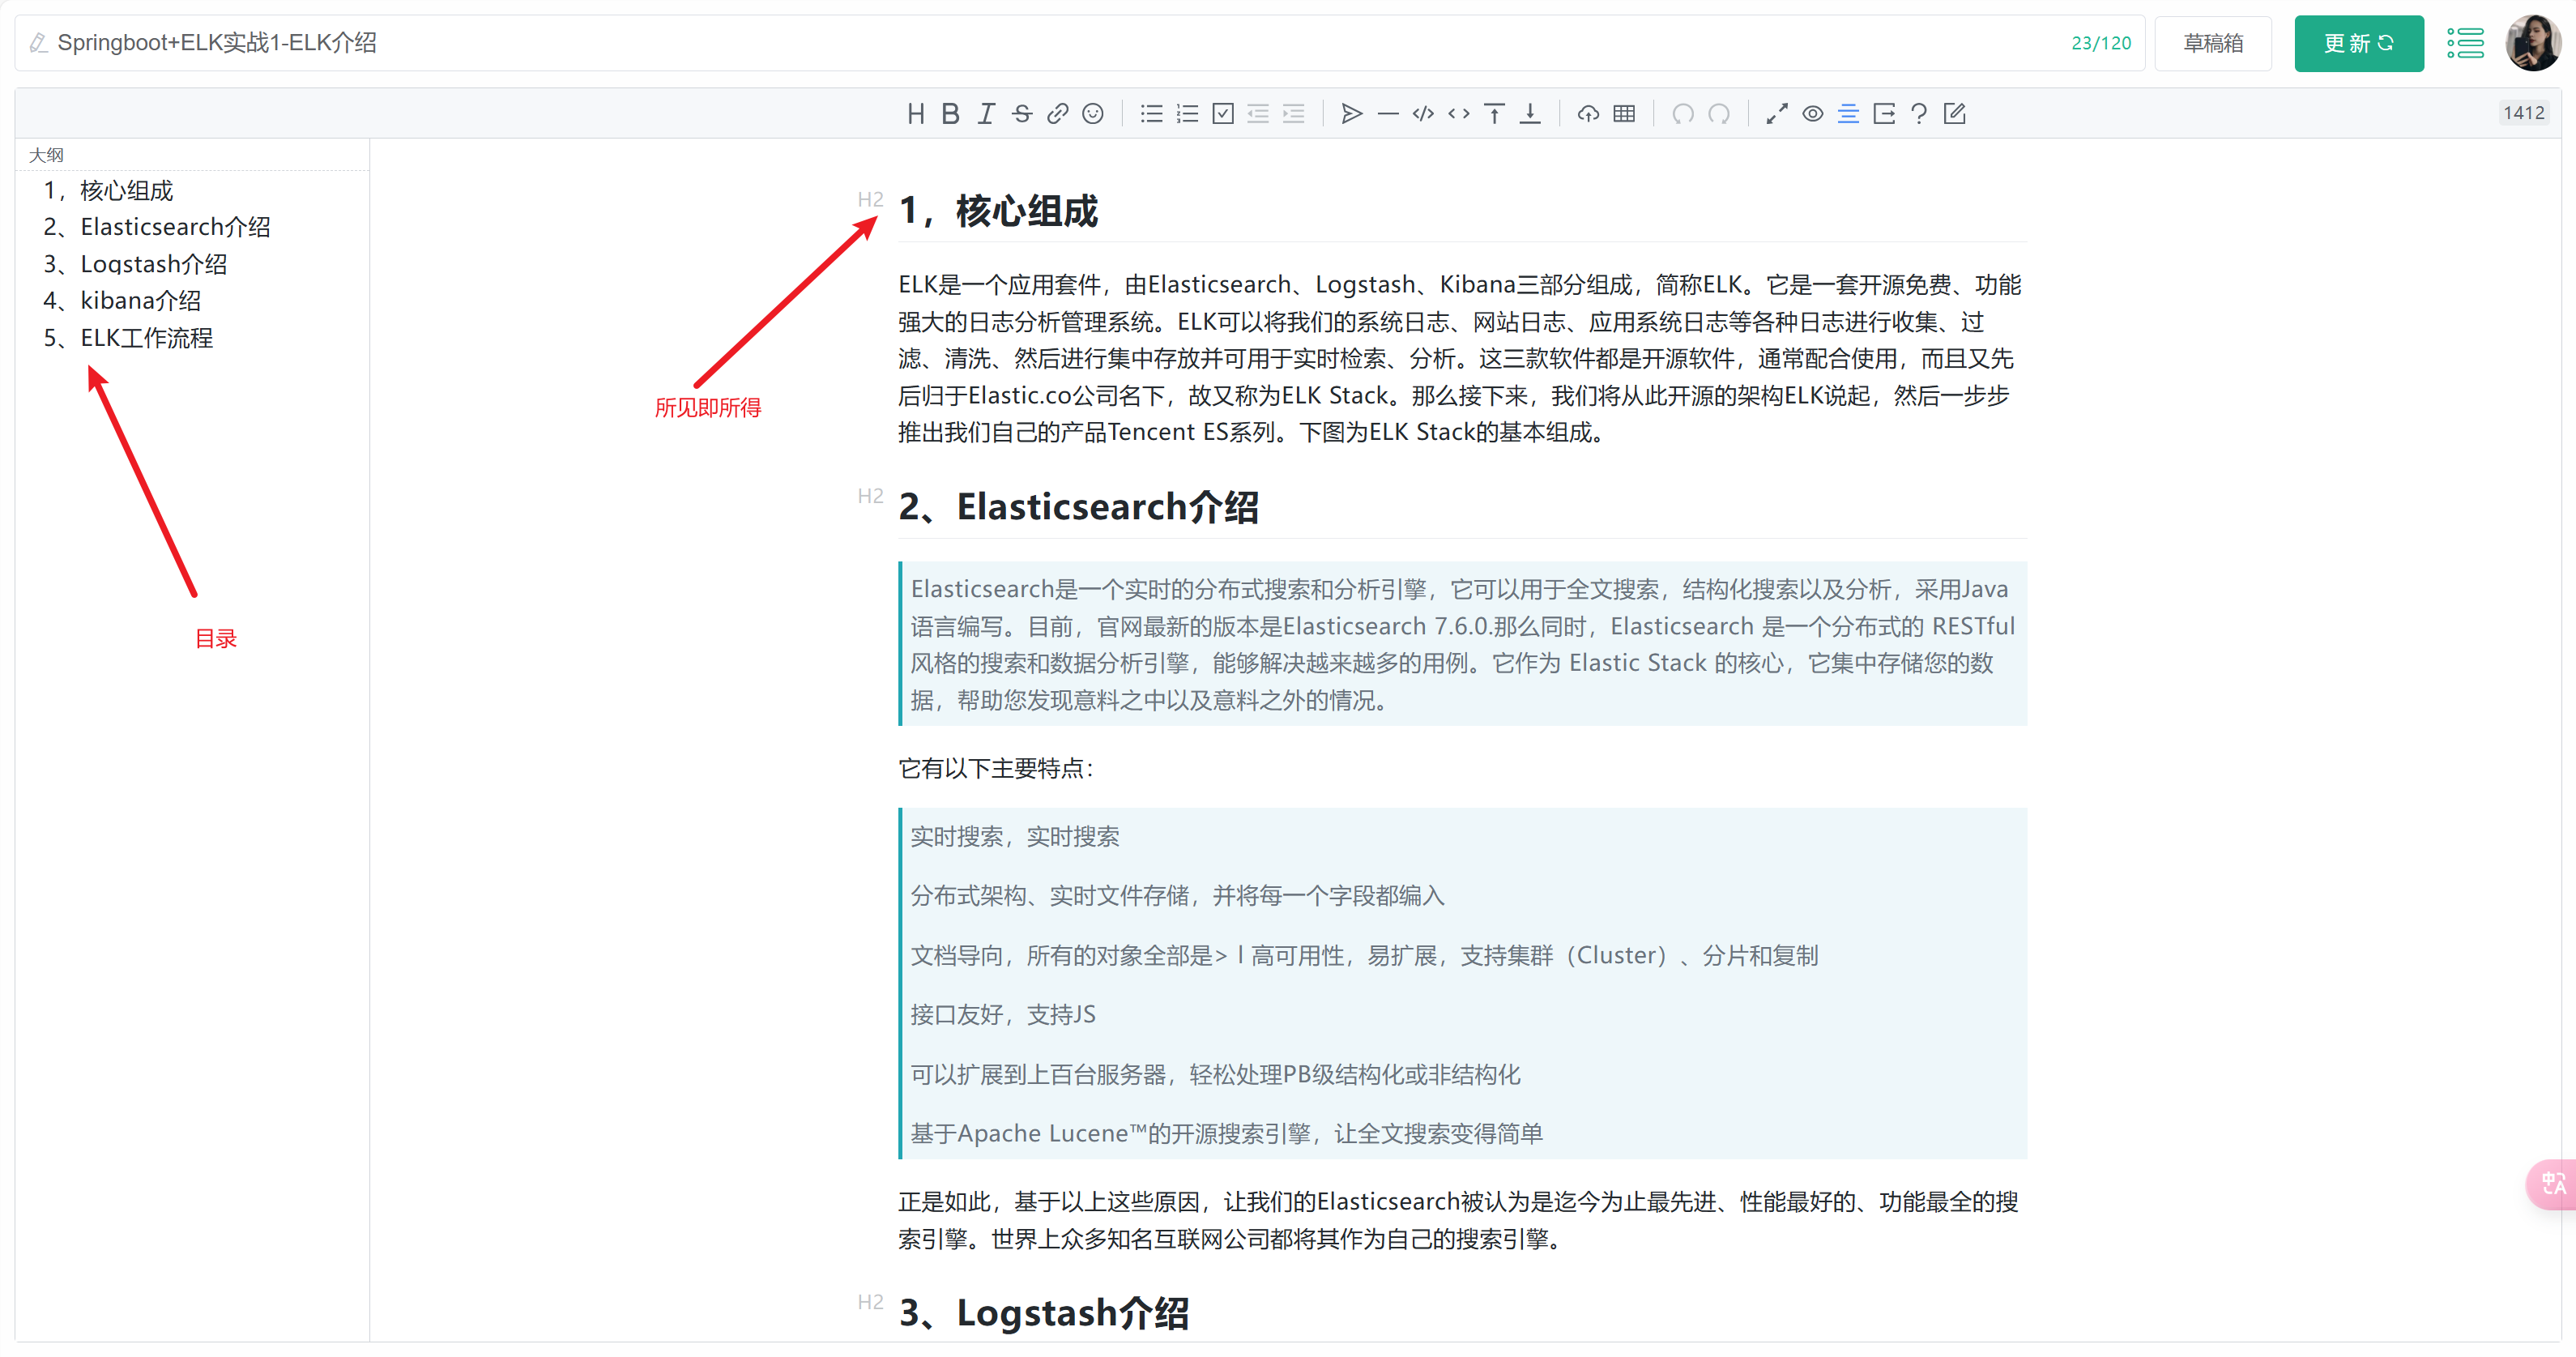 Springboot+ELK实战1-ELK介绍
23/120
草稿箱
更新
1412
大纲
1，核心组成
2、Elasticsearch介绍
3、Logstash介绍
4、kibana介绍
5、ELK工作流程
目录
所见即所得
H2
1，核心组成
ELK是一个应用套件，由Elasticsearch、Logstash、Kibana三部分组成，简称ELK。它是一套开源免费、功能
强大的日志分析管理系统。ELK可以将我们的系统日志、网站日志、应用系统日志等各种日志进行收集、过
滤、清洗、然后进行集中存放并可用于实时检索、分析。这三款软件都是开源软件，通常配合使用，而且又先
后归于Elastic.co公司名下，故又称为ELK Stack。那么接下来，我们将从此开源的架构ELK说起，然后一步步
推出我们自己的产品Tencent ES系列。下图为ELK Stack的基本组成。
H2
2、Elasticsearch介绍
Elasticsearch是一个实时的分布式搜索和分析引擎，它可以用于全文搜索，结构化搜索以及分析，采用Java
语言编写。目前，官网最新的版本是Elasticsearch 7.6.0.那么同时，Elasticsearch 是一个分布式的 RESTful
风格的搜索和数据分析引擎，能够解决越来越多的用例。它作为 Elastic Stack 的核心，它集中存储您的数
据，帮助您发现意料之中以及意料之外的情况。
它有以下主要特点：
实时搜索，实时搜索
分布式架构、实时文件存储，并将每一个字段都编入
文档导向，所有的对象全部是> l 高可用性，易扩展，支持集群（Cluster）、分片和复制
接口友好，支持JS
可以扩展到上百台服务器，轻松处理PB级结构化或非结构化
基于Apache Lucene™的开源搜索引擎，让全文搜索变得简单
正是如此，基于以上这些原因，让我们的Elasticsearch被认为是迄今为止最先进、性能最好的、功能最全的搜
索引擎。世界上众多知名互联网公司都将其作为自己的搜索引擎。
H2
3、Logstash介绍